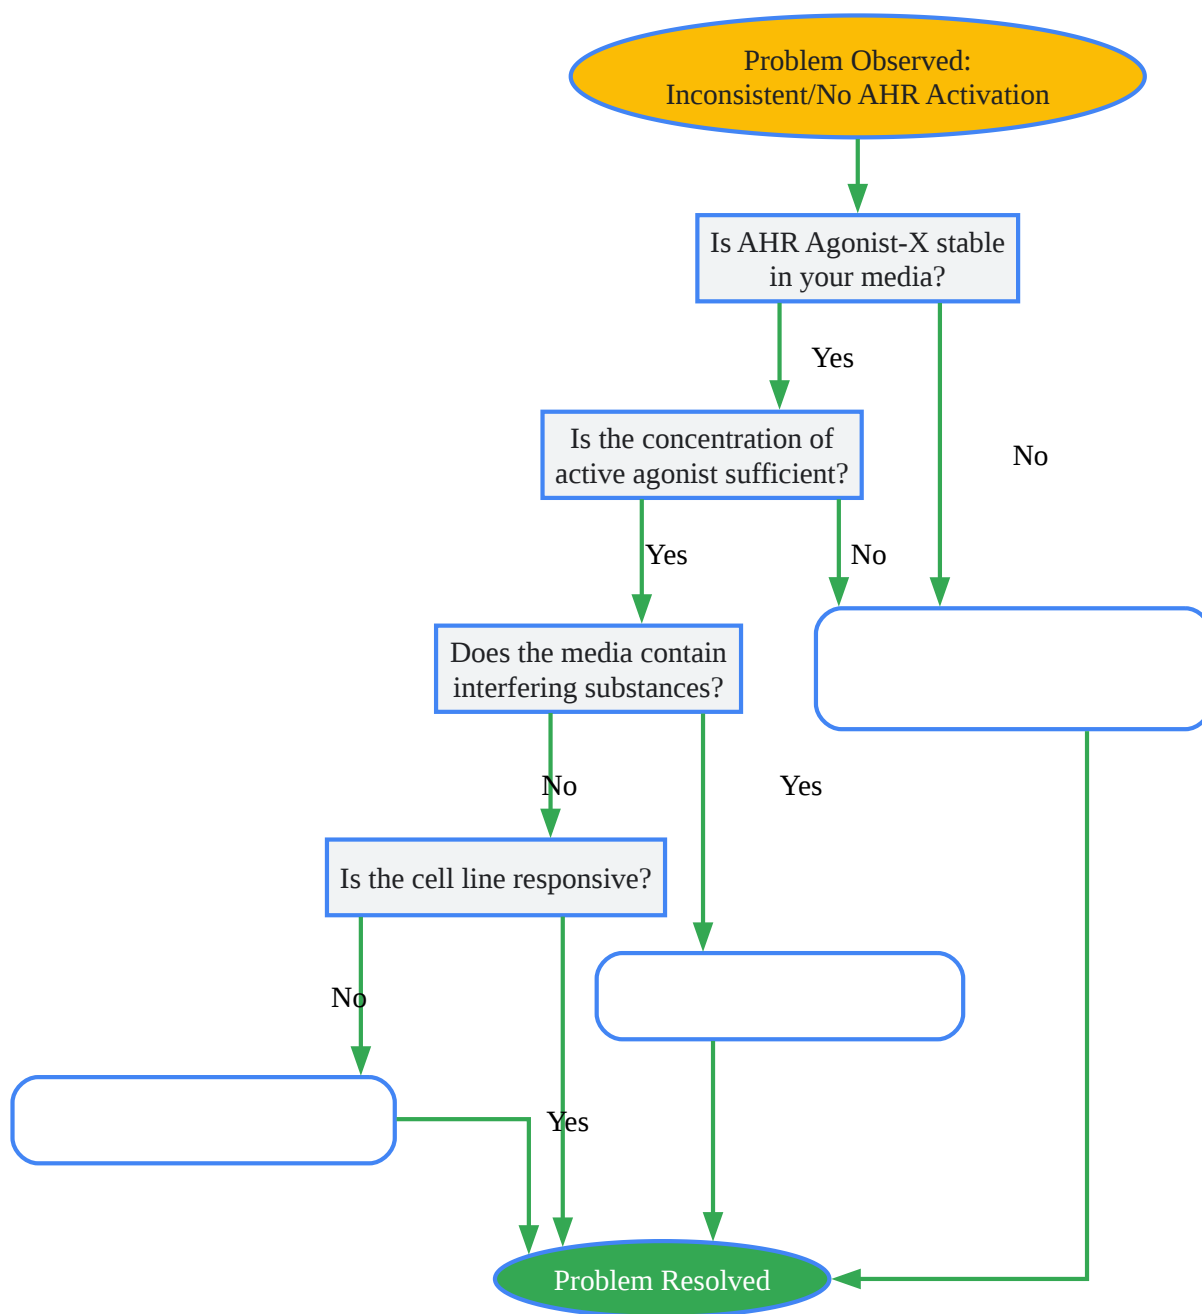 Problem Observed:
Inconsistent/No AHR Activation
Is AHR Agonist-X stable
in your media?
Yes
Is the concentration of
active agonist sufficient?
No
Yes
No
Does the media contain
interfering substances?
No
Yes
Is the cell line responsive?
No
Yes
Problem Resolved